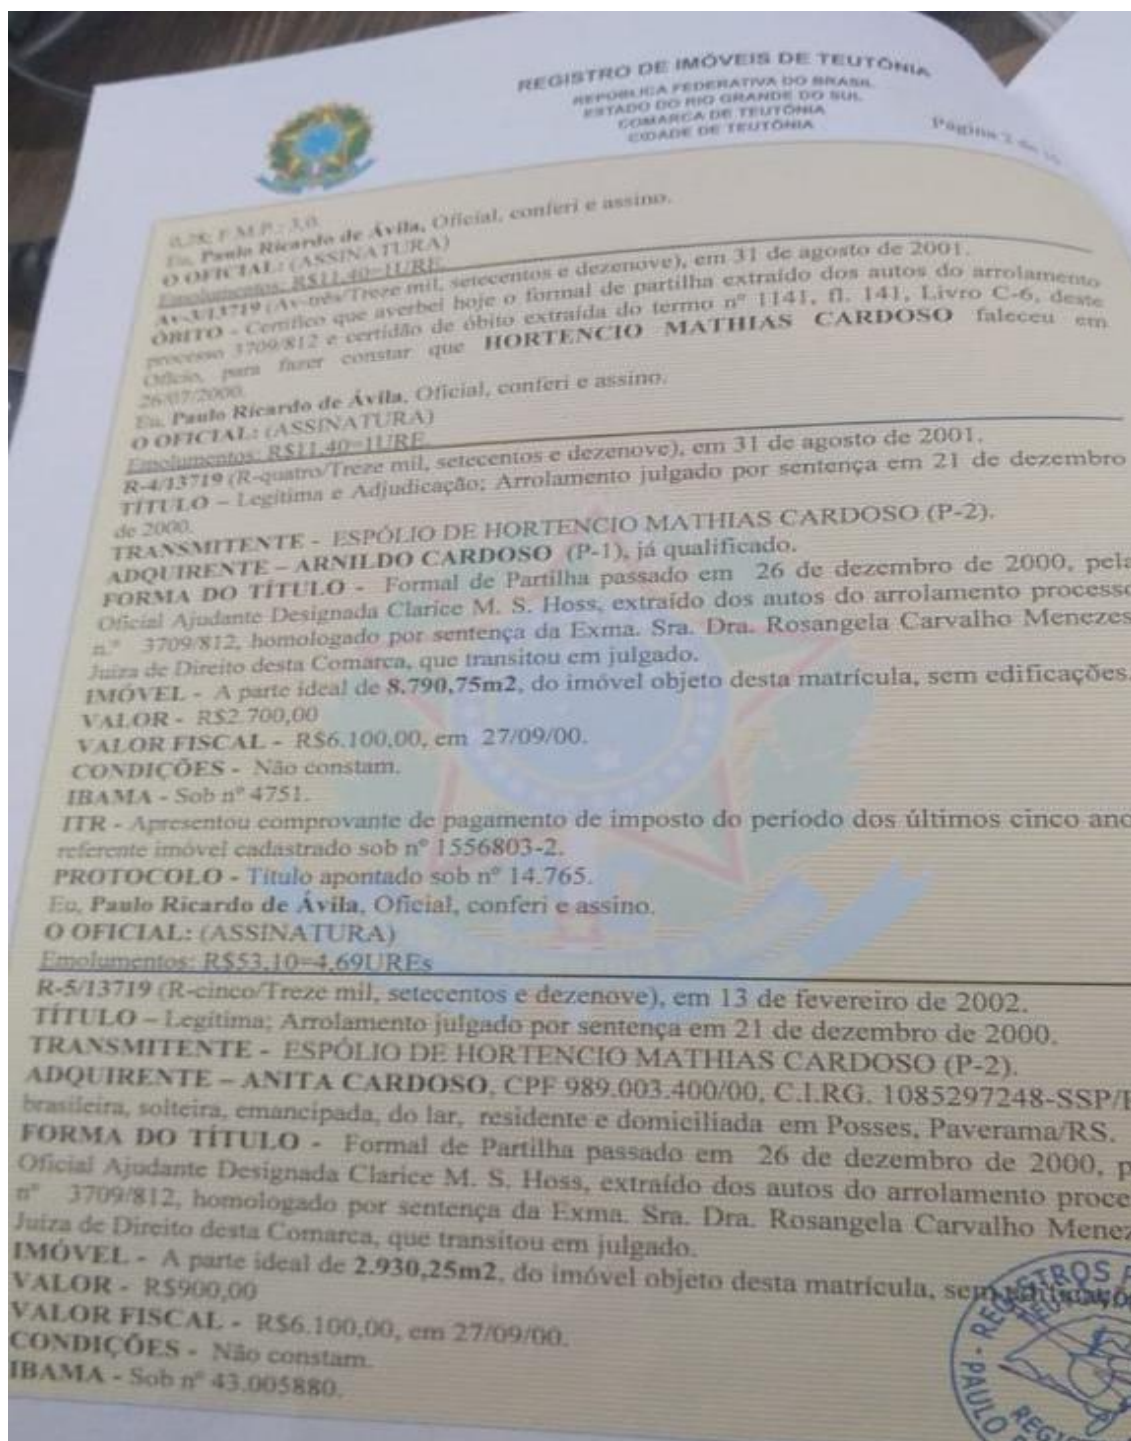 REGISTRO DE IMÓVEIS DE TEUTÔNIA
REPÚBLICA FEDERATIVA DO BRASIL
ESTADO DO RIO GRANDE DO SUL
COMARCA DE TEUTÔNIA
CIDADE DE TEUTÔNIA
Página 2 de
0,28; F.M.P.: 3,0.
Eu, Paulo Ricardo de Ávila, Oficial, conferi e assino.
O OFICIAL: (ASSINATURA)
Emolumentos: R$11,40=1URE.
Av-3/13719 (Av-três/Treze mil, setecentos e dezenove), em 31 de agosto de 2001.
ÓBITO - Certifico que averbei hoje o formal de partilha extraído dos autos do arrolamento
processo 3709/812 e certidão de óbito extraída do termo nº 1141, fl. 141, Livro C-6, deste
Ofício, para fazer constar que HORTENCIO MATHIAS CARDOSO faleceu em
26/07/2000.
Eu, Paulo Ricardo de Ávila, Oficial, conferi e assino.
O OFICIAL: (ASSINATURA)
Emolumentos: R$11,40=1URE.
R-4/13719 (R-quatro/Treze mil, setecentos e dezenove), em 31 de agosto de 2001.
TÍTULO – Legítima e Adjudicação; Arrolamento julgado por sentença em 21 de dezembro
de 2000.
TRANSMITENTE - ESPÓLIO DE HORTENCIO MATHIAS CARDOSO (P-2).
ADQUIRENTE – ARNILDO CARDOSO (P-1), já qualificado.
FORMA DO TÍTULO - Formal de Partilha passado em 26 de dezembro de 2000, pela
Oficial Ajudante Designada Clarice M. S. Hoss, extraído dos autos do arrolamento processo
n.º 3709/812, homologado por sentença da Exma. Sra. Dra. Rosangela Carvalho Menezes
Juíza de Direito desta Comarca, que transitou em julgado.
IMÓVEL - A parte ideal de 8.790,75m2, do imóvel objeto desta matrícula, sem edificações.
VALOR - R$2.700,00
VALOR FISCAL - R$6.100,00, em 27/09/00.
CONDIÇÕES - Não constam.
IBAMA - Sob nº 4751.
ITR - Apresentou comprovante de pagamento de imposto do período dos últimos cinco ano
referente imóvel cadastrado sob nº 1556803-2.
PROTOCOLO - Título apontado sob nº 14.765.
Eu, Paulo Ricardo de Ávila, Oficial, conferi e assino.
O OFICIAL: (ASSINATURA)
Emolumentos: R$53,10=4,69UREs
R-5/13719 (R-cinco/Treze mil, setecentos e dezenove), em 13 de fevereiro de 2002.
TÍTULO – Legítima; Arrolamento julgado por sentença em 21 de dezembro de 2000.
TRANSMITENTE - ESPÓLIO DE HORTENCIO MATHIAS CARDOSO (P-2).
ADQUIRENTE – ANITA CARDOSO, CPF 989.003.400/00, C.I.RG. 1085297248-SSP/
brasileira, solteira, emancipada, do lar, residente e domiciliada em Posses, Paverama/RS.
FORMA DO TÍTULO - Formal de Partilha passado em 26 de dezembro de 2000, p
Oficial Ajudante Designada Clarice M. S. Hoss, extraído dos autos do arrolamento proce
nº 3709/812, homologado por sentença da Exma. Sra. Dra. Rosangela Carvalho Menez
Juíza de Direito desta Comarca, que transitou em julgado.
IMÓVEL - A parte ideal de 2.930,25m2, do imóvel objeto desta matrícula, sem
VALOR - R$900,00
VALOR FISCAL - R$6.100,00, em 27/09/00.
CONDIÇÕES - Não constam.
IBAMA - Sob nº 43.005880.